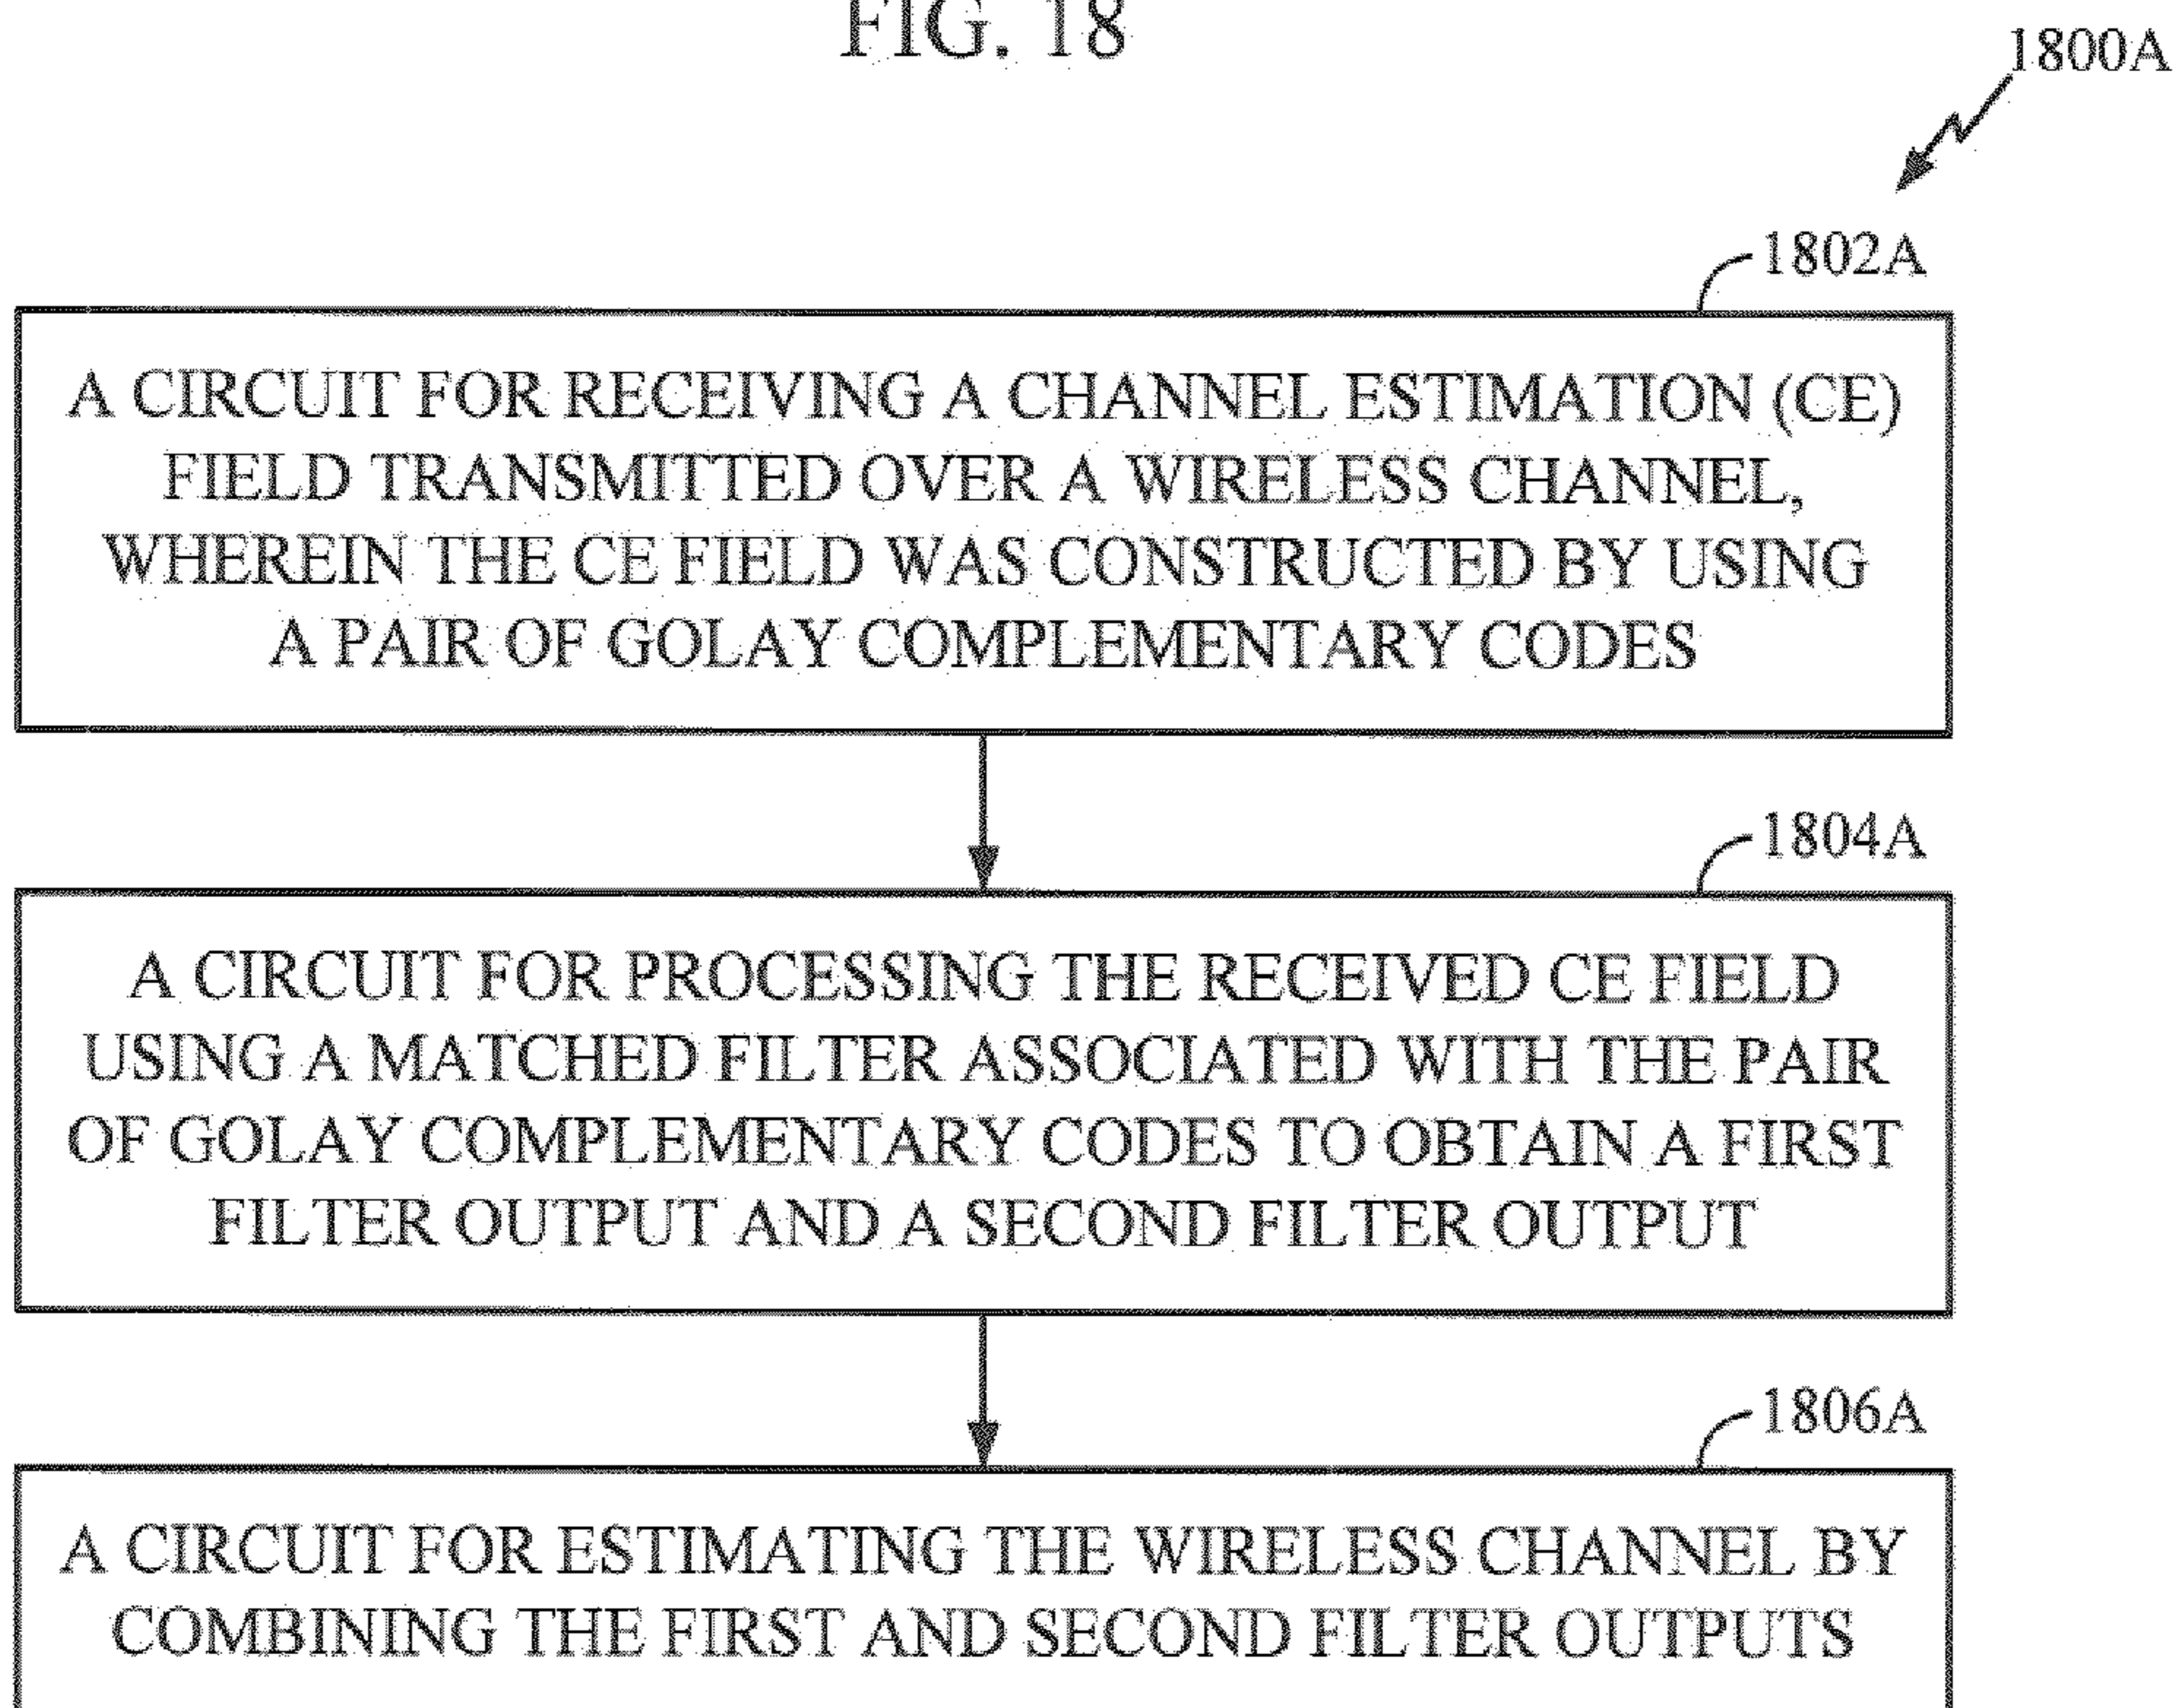 FIG. 18
1800A
1802A
A CIRCUIT FOR RECEIVING A CHANNEL ESTIMATION (CE)
FIELD TRANSMITTED OVER A WIRELESS CHANNEL,
WHEREIN THE CE FIELD WAS CONSTRUCTED BY USING
A PAIR OF GOLAY COMPLEMENTARY CODES
1804A
A CIRCUIT FOR PROCESSING THE RECEIVED CE FIELD
USING A MATCHED FILTER ASSOCIATED WITH THE PAIR
OF GOLAY COMPLEMENTARY CODES TO OBTAIN A FIRST
FILTER OUTPUT AND A SECOND FILTER OUTPUT
1806A
A CIRCUIT FOR ESTIMATING THE WIRELESS CHANNEL BY
COMBINING THE FIRST AND SECOND FILTER OUTPUTS